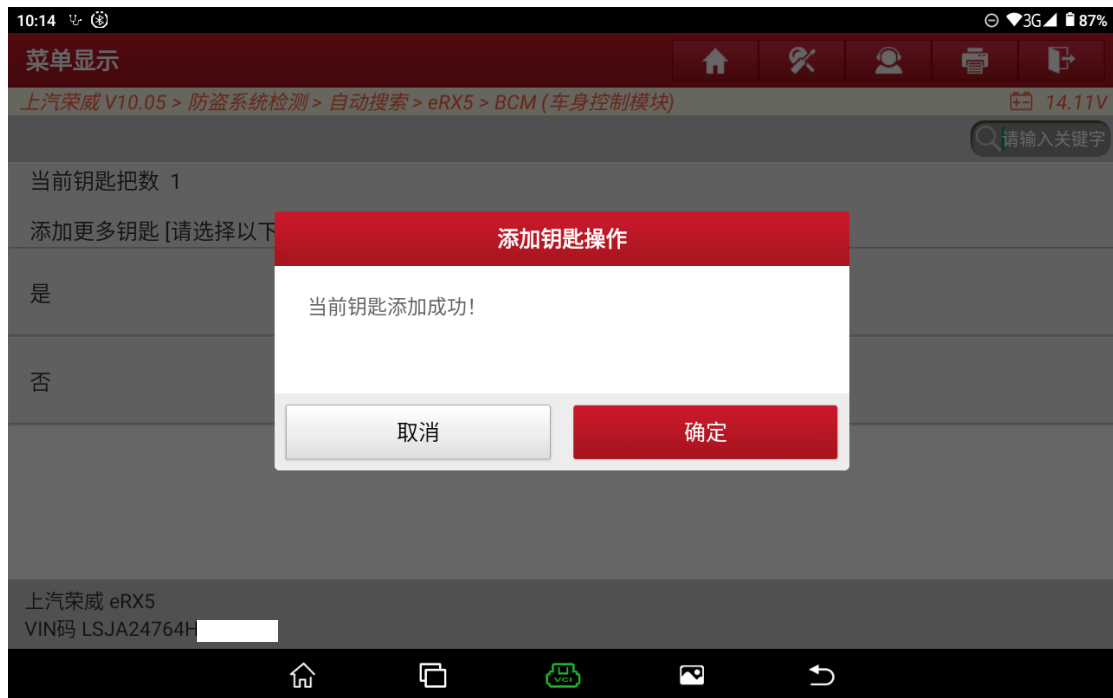 10:14
3G 87%
菜单显示
上汽荣威 V10.05 > 防盗系统检测 > 自动搜索 > eRX5 > BCM (车身控制模块)
14.11V
请输入关键字
当前钥匙把数 1
添加更多钥匙 [请选择以下
添加钥匙操作
是
当前钥匙添加成功!
否
取消
确定
上汽荣威 eRX5
VIN码 LSJA24764H
VCI